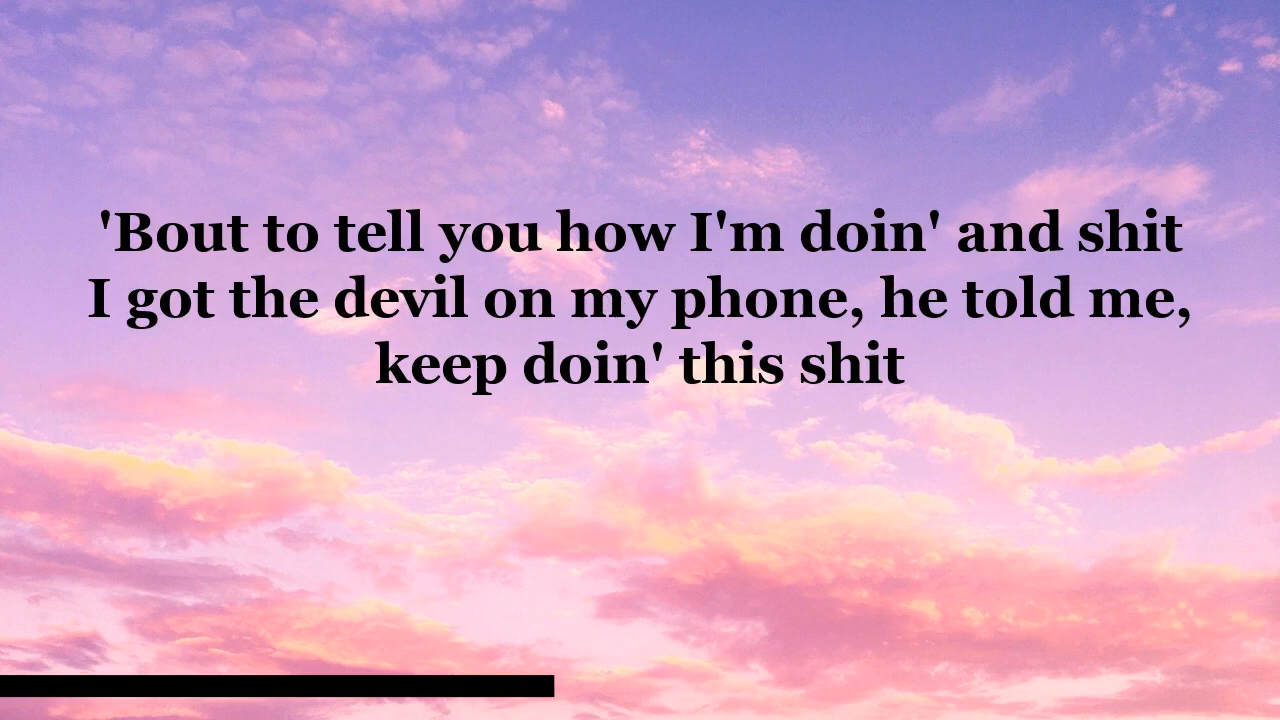 'Bout to tell you how I'm doin' and shit
I got the devil on my phone, he told me,
keep doin' this shit